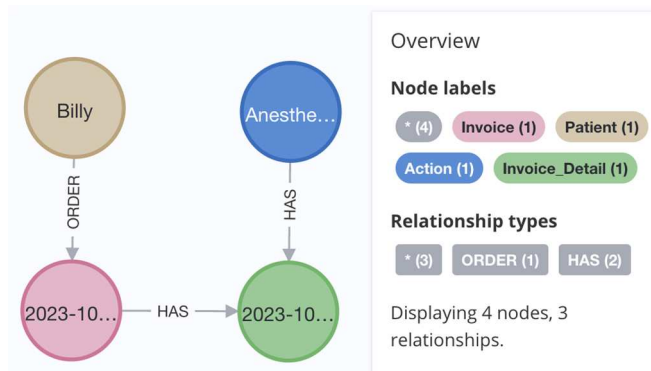 Billy
Anesthe...
ORDER
HAS
2023-10...
HAS
2023-10...
Overview
Node labels
* (4) Invoice (1) Patient (1)
Action (1) Invoice_Detail (1)
Relationship types
* (3) ORDER (1) HAS (2)
Displaying 4 nodes, 3
relationships.